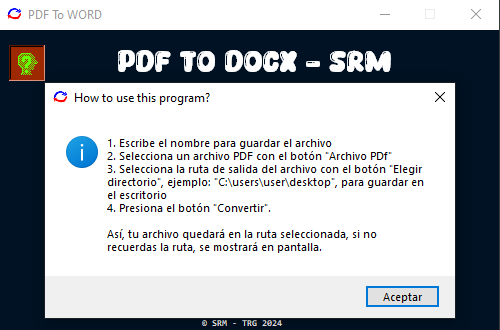 PDF To WORD
PDF TO DOCX - SRM
How to use this program?
1. Escribe el nombre para guardar el archivo
2. Selecciona un archivo PDF con el botón "Archivo PDf"
3. Selecciona la ruta de salida del archivo con el botón "Elegir
directorio", ejemplo: "C:\users\user\desktop", para guardar en
el escritorio
4. Presiona el botón "Convertir".
Así, tu archivo quedará en la ruta seleccionada, si no
recuerdas la ruta, se mostrará en pantalla.
Aceptar
© SRM - TRG 2024